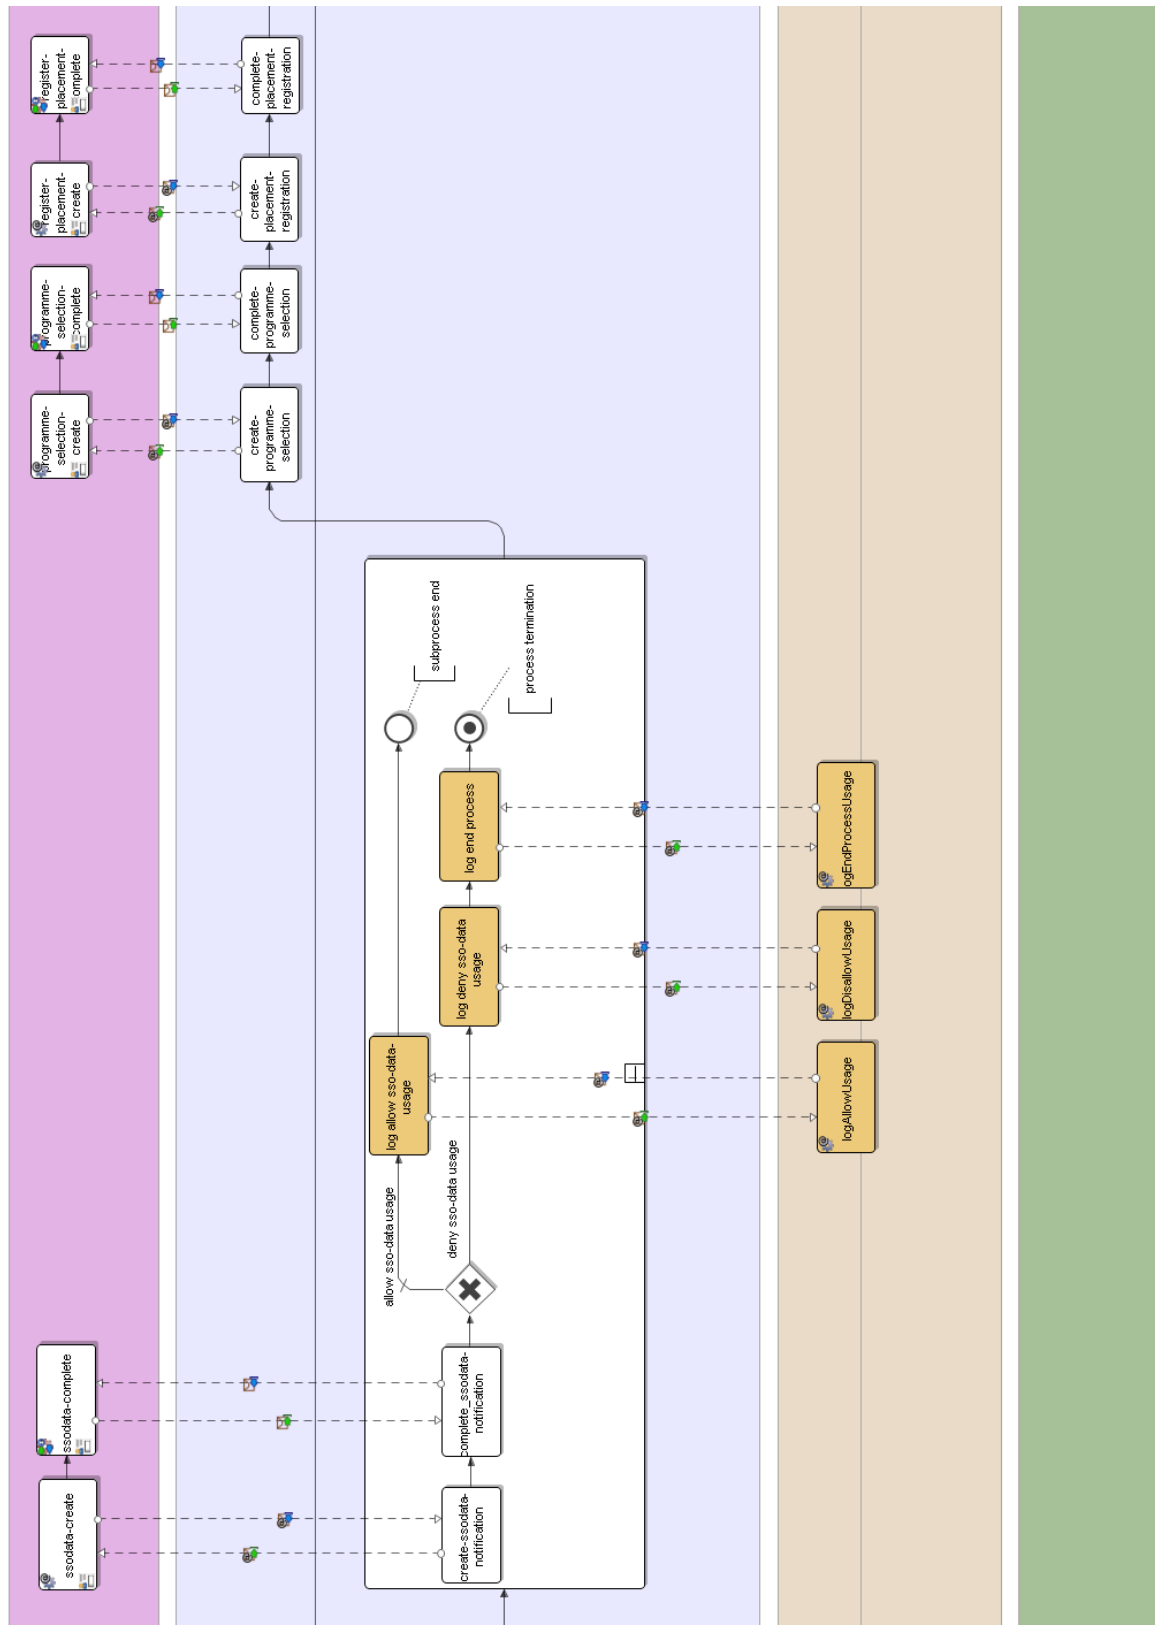 register-
placement-
omplete
complete-
placement-
registration
register-
placement-
create
create-
placement-
registration
programme-
selection-
complete
complete-
programme-
selection
programme-
selection-
create
create-
programme-
selection
subprocess end
process termination
log end process
logEndProcessUsage
log deny sso-data
usage
logDisallowUsage
log allow sso-data-
usage
logAllowUsage
allow sso-data usage
deny sso-data usage
ssodata-complete
complete_ssodata-
notification
ssodata-create
create-ssodata-
notification